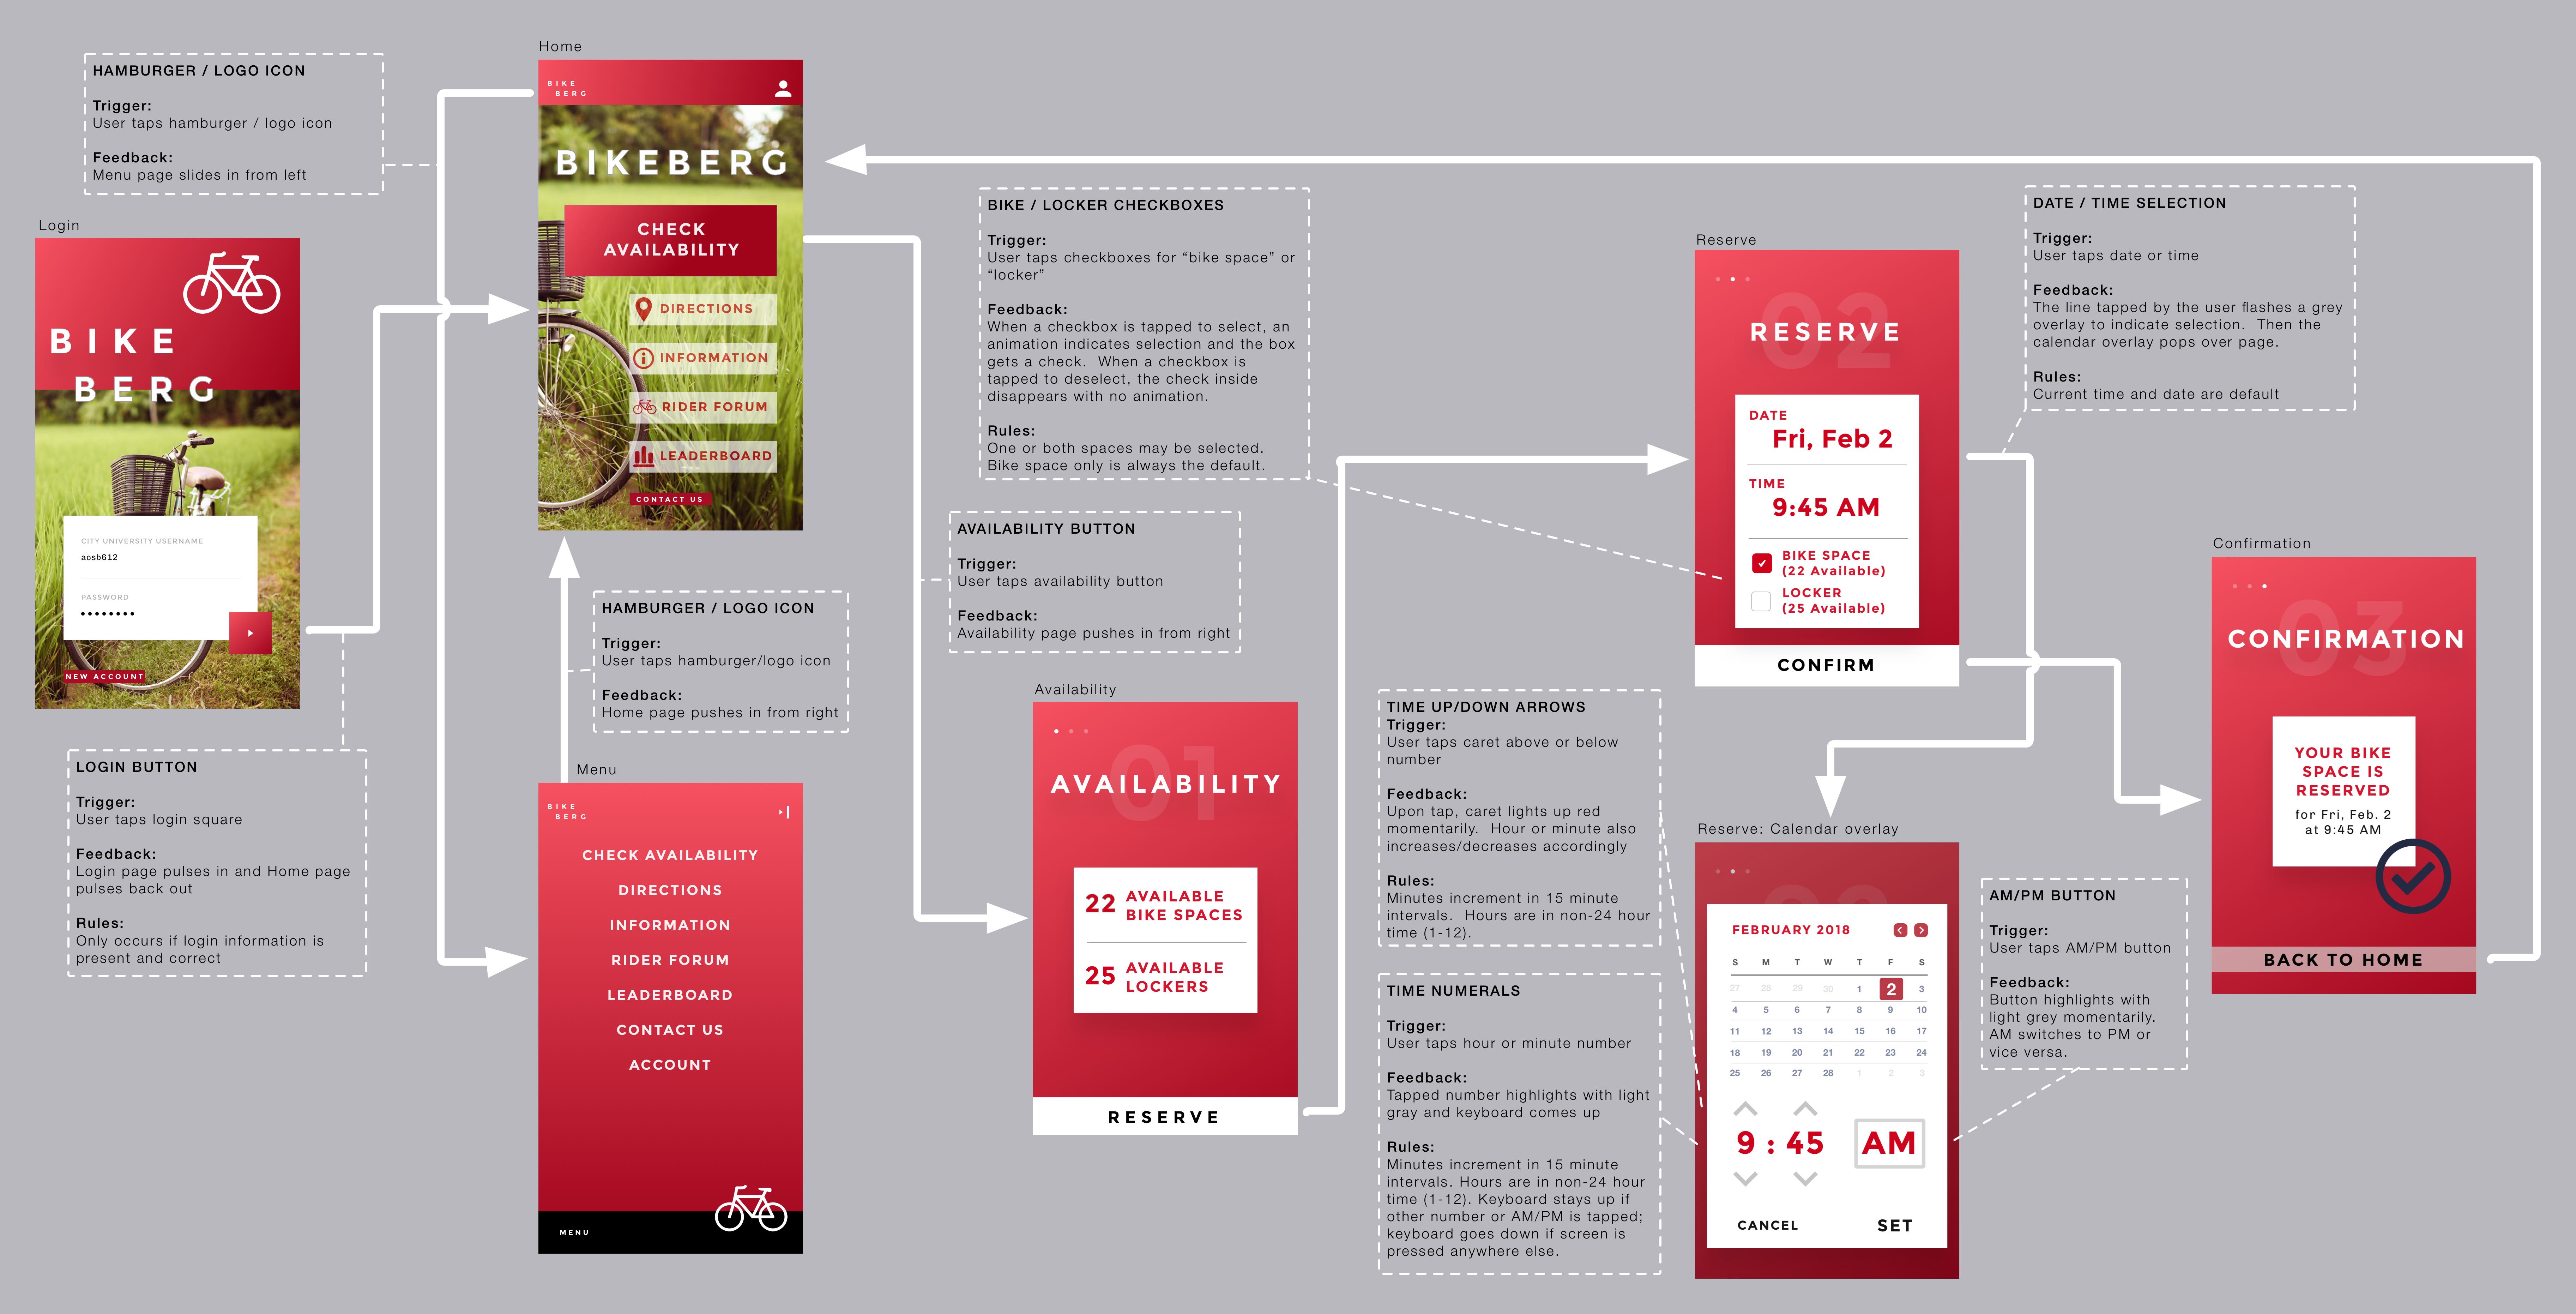 HAMBURGER / LOGO ICON
Trigger:
User taps hamburger / logo icon
Feedback:
Menu page slides in from left
Login
BIKE
BERG
CITY UNIVERSITY USERNAME
acsb612
PASSWORD
NEW ACCOUNT
LOGIN BUTTON
Trigger:
User taps login square
Feedback:
Login page pulses in and Home page
pulses back out
Rules:
Only occurs if login information is
present and correct
Home
BIKE
BERG
BIKEBERG
CHECK
AVAILABILITY
DIRECTIONS
INFORMATION
RIDER FORUM
LEADERBOARD
CONTACT US
HAMBURGER / LOGO ICON
Trigger:
User taps hamburger/logo icon
Feedback:
Home page pushes in from right
Menu
BIKE
BERG
CHECK AVAILABILITY
DIRECTIONS
INFORMATION
RIDER FORUM
LEADERBOARD
CONTACT US
ACCOUNT
MENU
BIKE / LOCKER CHECKBOXES
Trigger:
User taps checkboxes for “bike space” or
“locker”
Feedback:
When a checkbox is tapped to select, an
animation indicates selection and the box
gets a check.  When a checkbox is
tapped to deselect, the check inside
disappears with no animation.
Rules:
One or both spaces may be selected.
Bike space only is always the default.
AVAILABILITY BUTTON
Trigger:
User taps availability button
Feedback:
Availability page pushes in from right
Availability
01
AVAILABILITY
22 AVAILABLE
BIKE SPACES
25 AVAILABLE
LOCKERS
RESERVE
Reserve
02
RESERVE
DATE
Fri, Feb 2
TIME
9:45 AM
BIKE SPACE
(22 Available)
LOCKER
(25 Available)
CONFIRM
DATE / TIME SELECTION
Trigger:
User taps date or time
Feedback:
The line tapped by the user flashes a grey
overlay to indicate selection.  Then the
calendar overlay pops over page.
Rules:
Current time and date are default
TIME UP/DOWN ARROWS
Trigger:
User taps caret above or below
number
Feedback:
Upon tap, caret lights up red
momentarily.  Hour or minute also
increases/decreases accordingly
Rules:
Minutes increment in 15 minute
intervals.  Hours are in non-24 hour
time (1-12).
TIME NUMERALS
Trigger:
User taps hour or minute number
Feedback:
Tapped number highlights with light
gray and keyboard comes up
Rules:
Minutes increment in 15 minute
intervals. Hours are in non-24 hour
time (1-12). Keyboard stays up if
other number or AM/PM is tapped;
keyboard goes down if screen is
pressed anywhere else.
Reserve: Calendar overlay
FEBRUARY 2018
S M T W T F S
27 28 29 30 1 2 3
4 5 6 7 8 9 10
11 12 13 14 15 16 17
18 19 20 21 22 23 24
25 26 27 28 1 2 3
9 : 45 AM
CANCEL SET
AM/PM BUTTON
Trigger:
User taps AM/PM button
Feedback:
Button highlights with
light grey momentarily.
AM switches to PM or
vice versa.
Confirmation
03
CONFIRMATION
YOUR BIKE
SPACE IS
RESERVED
for Fri, Feb. 2
at 9:45 AM
BACK TO HOME